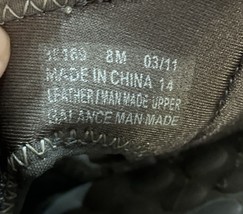 8M 03/11
MADE IN CHINA 14
LEATHER/MAN MADE UPPER
BALANCE MAN MADE